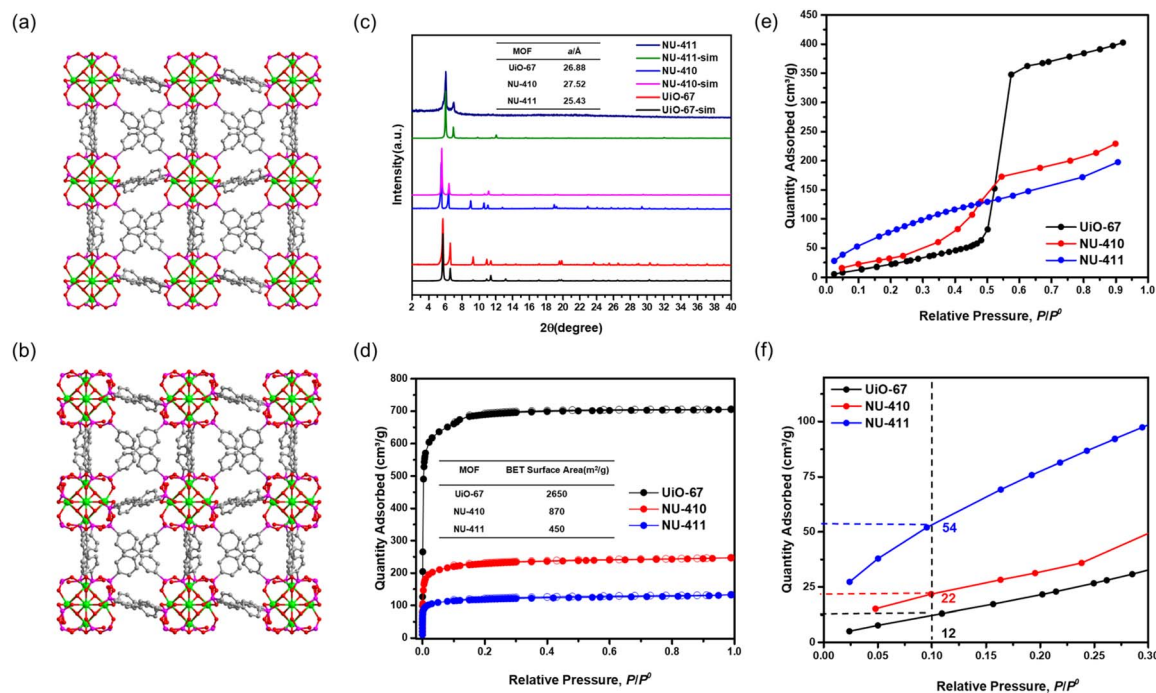 (a)
(b)
(c)
MOF a/Å
UiO-67 26.88
NU-410 27.52
NU-411 25.43
NU-411
NU-411-sim
NU-410
NU-410-sim
UiO-67
UiO-67-sim
Intensity(a.u.)
2 4 6 8 10 12 14 16 18 20 22 24 26 28 30 32 34 36 38 40
2θ(degree)
(d)
800
700
600
500
400
300
200
100
0
Quantity Adsorbed (cm³/g)
MOF BET Surface Area(m²/g)
UiO-67 2650
NU-410 870
NU-411 450
UiO-67
NU-410
NU-411
0.0 0.2 0.4 0.6 0.8 1.0
Relative Pressure, P/P⁰
(e)
450
400
350
300
250
200
150
100
50
0
Quantity Adsorbed (cm³/g)
UiO-67
NU-410
NU-411
0.0 0.1 0.2 0.3 0.4 0.5 0.6 0.7 0.8 0.9 1.0
Relative Pressure, P/P⁰
(f)
UiO-67
NU-410
NU-411
100
75
50
25
0
Quantity Adsorbed (cm³/g)
54
22
12
0.00 0.05 0.10 0.15 0.20 0.25 0.30
Relative Pressure, P/P⁰